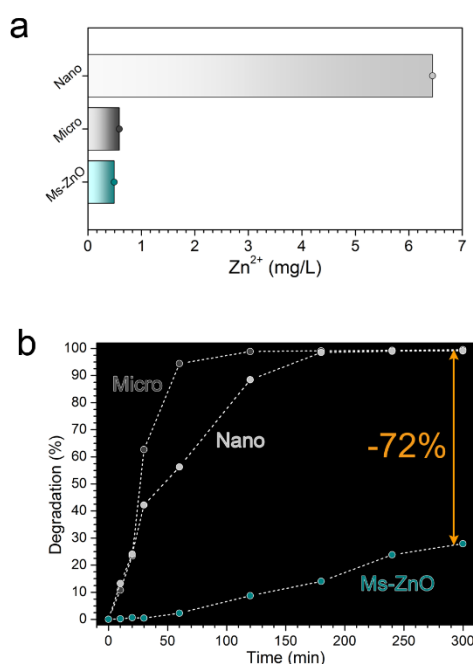 a
Nano
Micro
Ms-ZnO
0 1 2 3 4 5 6 7
Zn²⁺ (mg/L)
b
100
90
80
70
60
50
40
30
20
10
0
Degradation (%)
Micro
Nano
-72%
Ms-ZnO
0 50 100 150 200 250 300
Time (min)